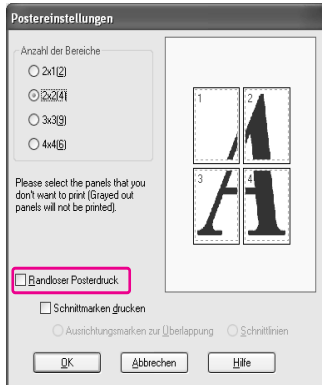 Postereinstellungen
Anzahl der Bereiche
2x1(2)
2x2(4)
3x3(9)
4x4(6)
Please select the panels that you
don't want to print (Grayed out
panels will not be printed).
1 2
3 4
Randloser Posterdruck
Schnittmarken drucken
Ausrichtungsmarken zur Überlappung Schnittlinien
OK Abbrechen Hilfe